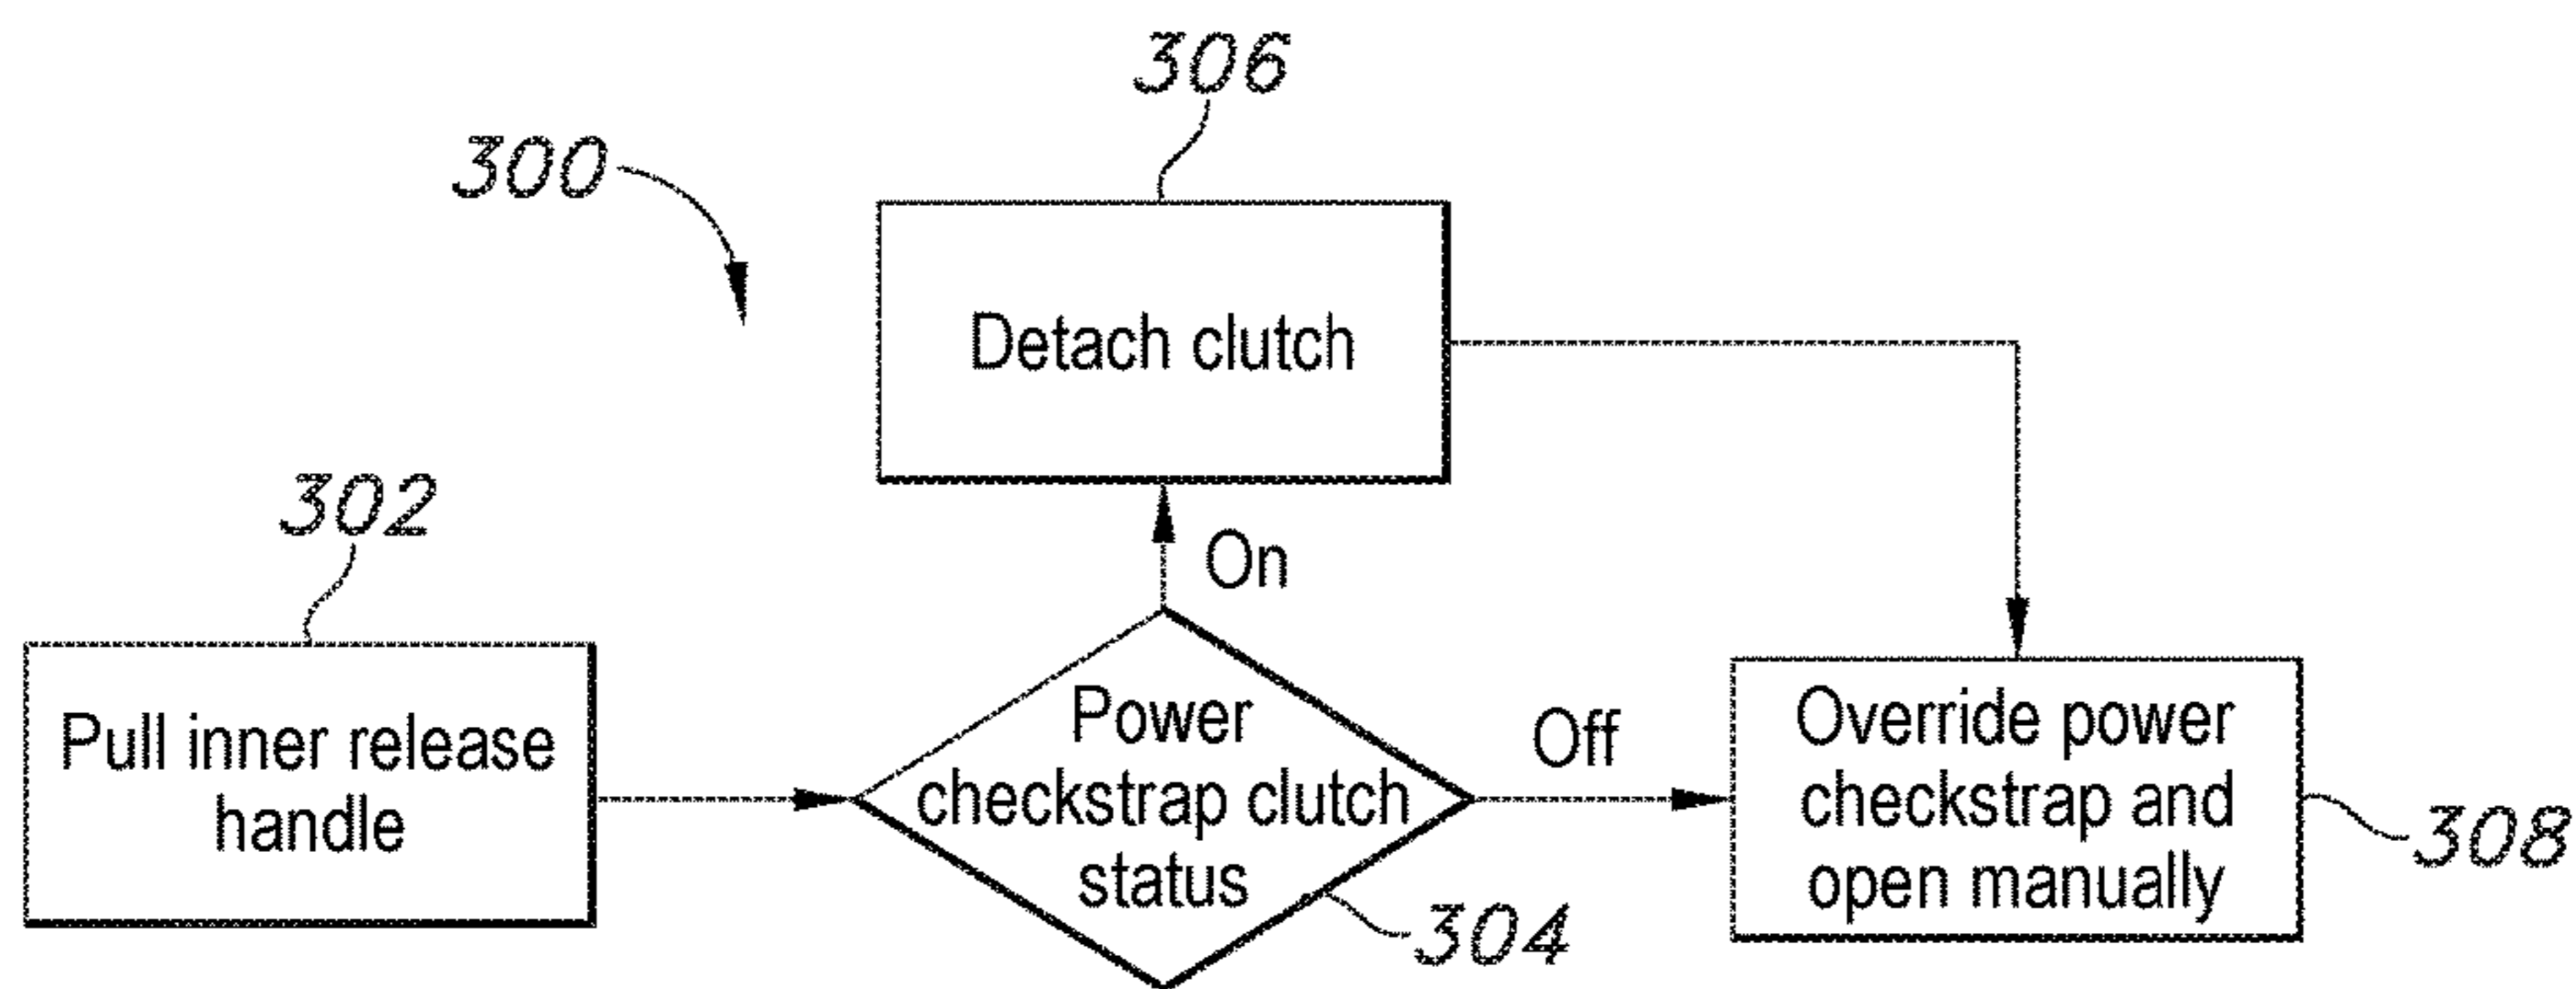 306
300
Detach clutch
On
302
Pull inner release
handle
Power
checkstrap clutch
status
Off
Override power
checkstrap and
open manually
308
304